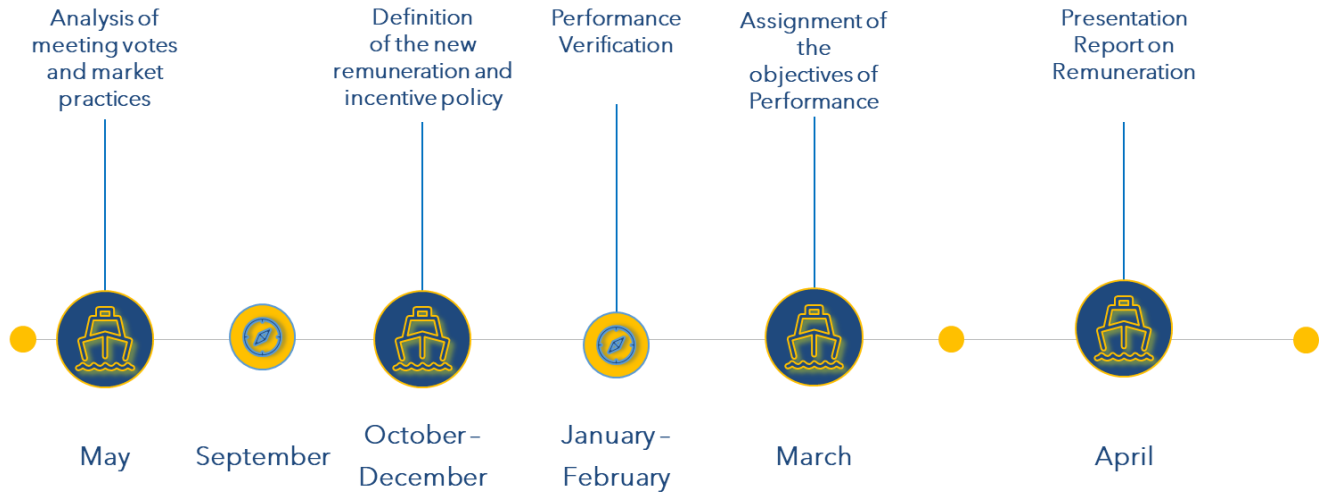 Analysis of
meeting votes
and market
practices
Definition
of the new
remuneration and
incentive policy
Performance
Verification
Assignment of
the
objectives of
Performance
Presentation
Report on
Remuneration
May
September
October –
December
January –
February
March
April